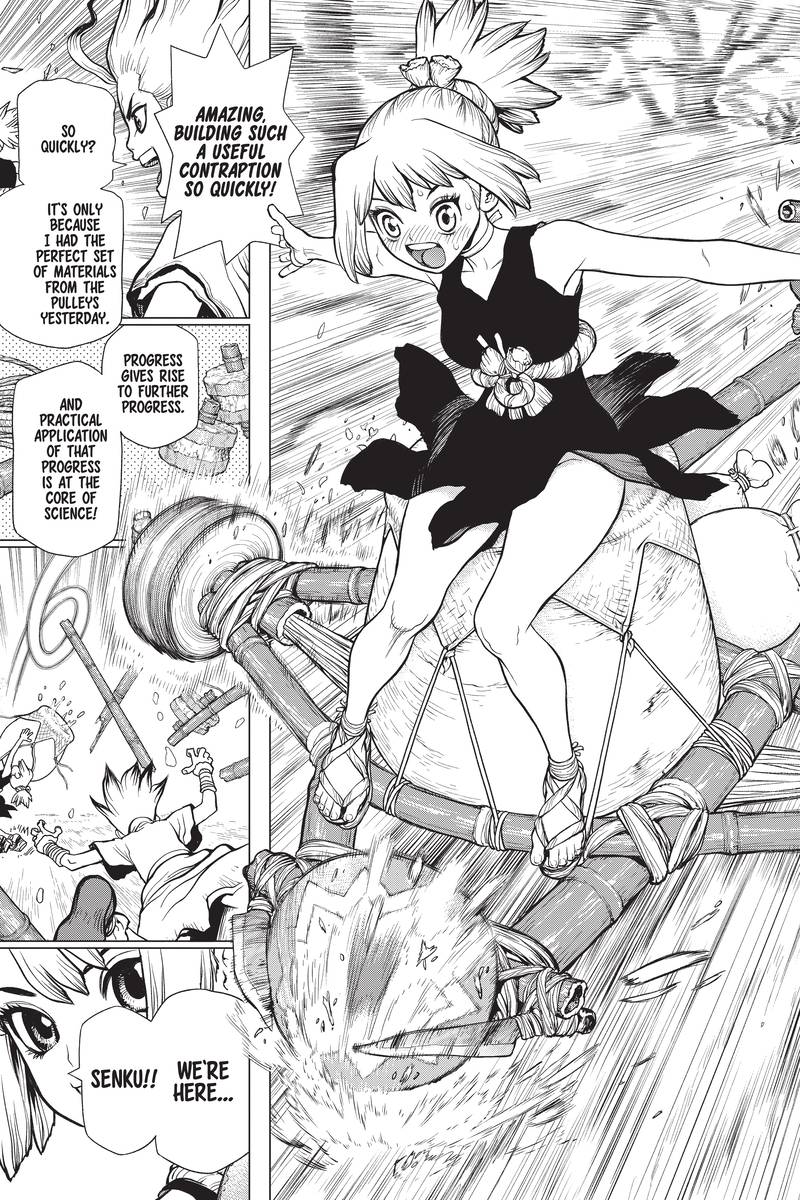 AMAZING,
BUILDING SUCH
A USEFUL
CONTRAPTION
SO QUICKLY!
SO
QUICKLY?
IT'S ONLY
BECAUSE
I HAD THE
PERFECT SET
OF MATERIALS
FROM THE
PULLEYS
YESTERDAY.
PROGRESS
GIVES RISE
TO FURTHER
PROGRESS.
AND
PRACTICAL
APPLICATION
OF THAT
PROGRESS
IS AT THE
CORE OF
SCIENCE!
WE'RE
HERE...
SENKU!!